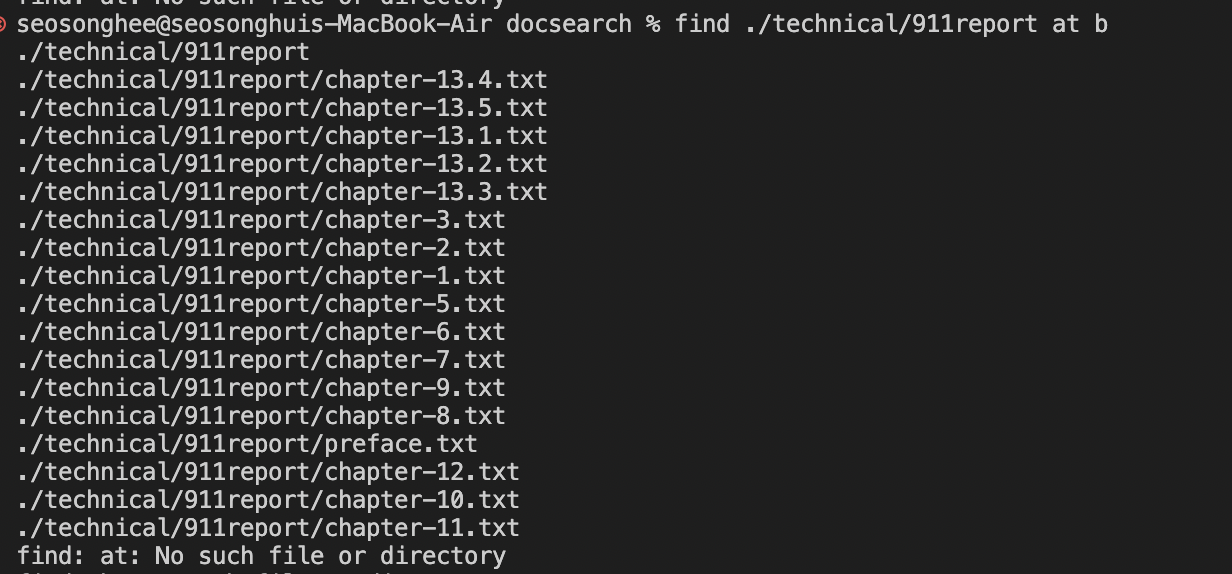 find: at: No such file or directory
seosonghee@seosonghuis-MacBook-Air docsearch % find ./technical/911report at b
./technical/911report
./technical/911report/chapter-13.4.txt
./technical/911report/chapter-13.5.txt
./technical/911report/chapter-13.1.txt
./technical/911report/chapter-13.2.txt
./technical/911report/chapter-13.3.txt
./technical/911report/chapter-3.txt
./technical/911report/chapter-2.txt
./technical/911report/chapter-1.txt
./technical/911report/chapter-5.txt
./technical/911report/chapter-6.txt
./technical/911report/chapter-7.txt
./technical/911report/chapter-9.txt
./technical/911report/chapter-8.txt
./technical/911report/preface.txt
./technical/911report/chapter-12.txt
./technical/911report/chapter-10.txt
./technical/911report/chapter-11.txt
find: at: No such file or directory